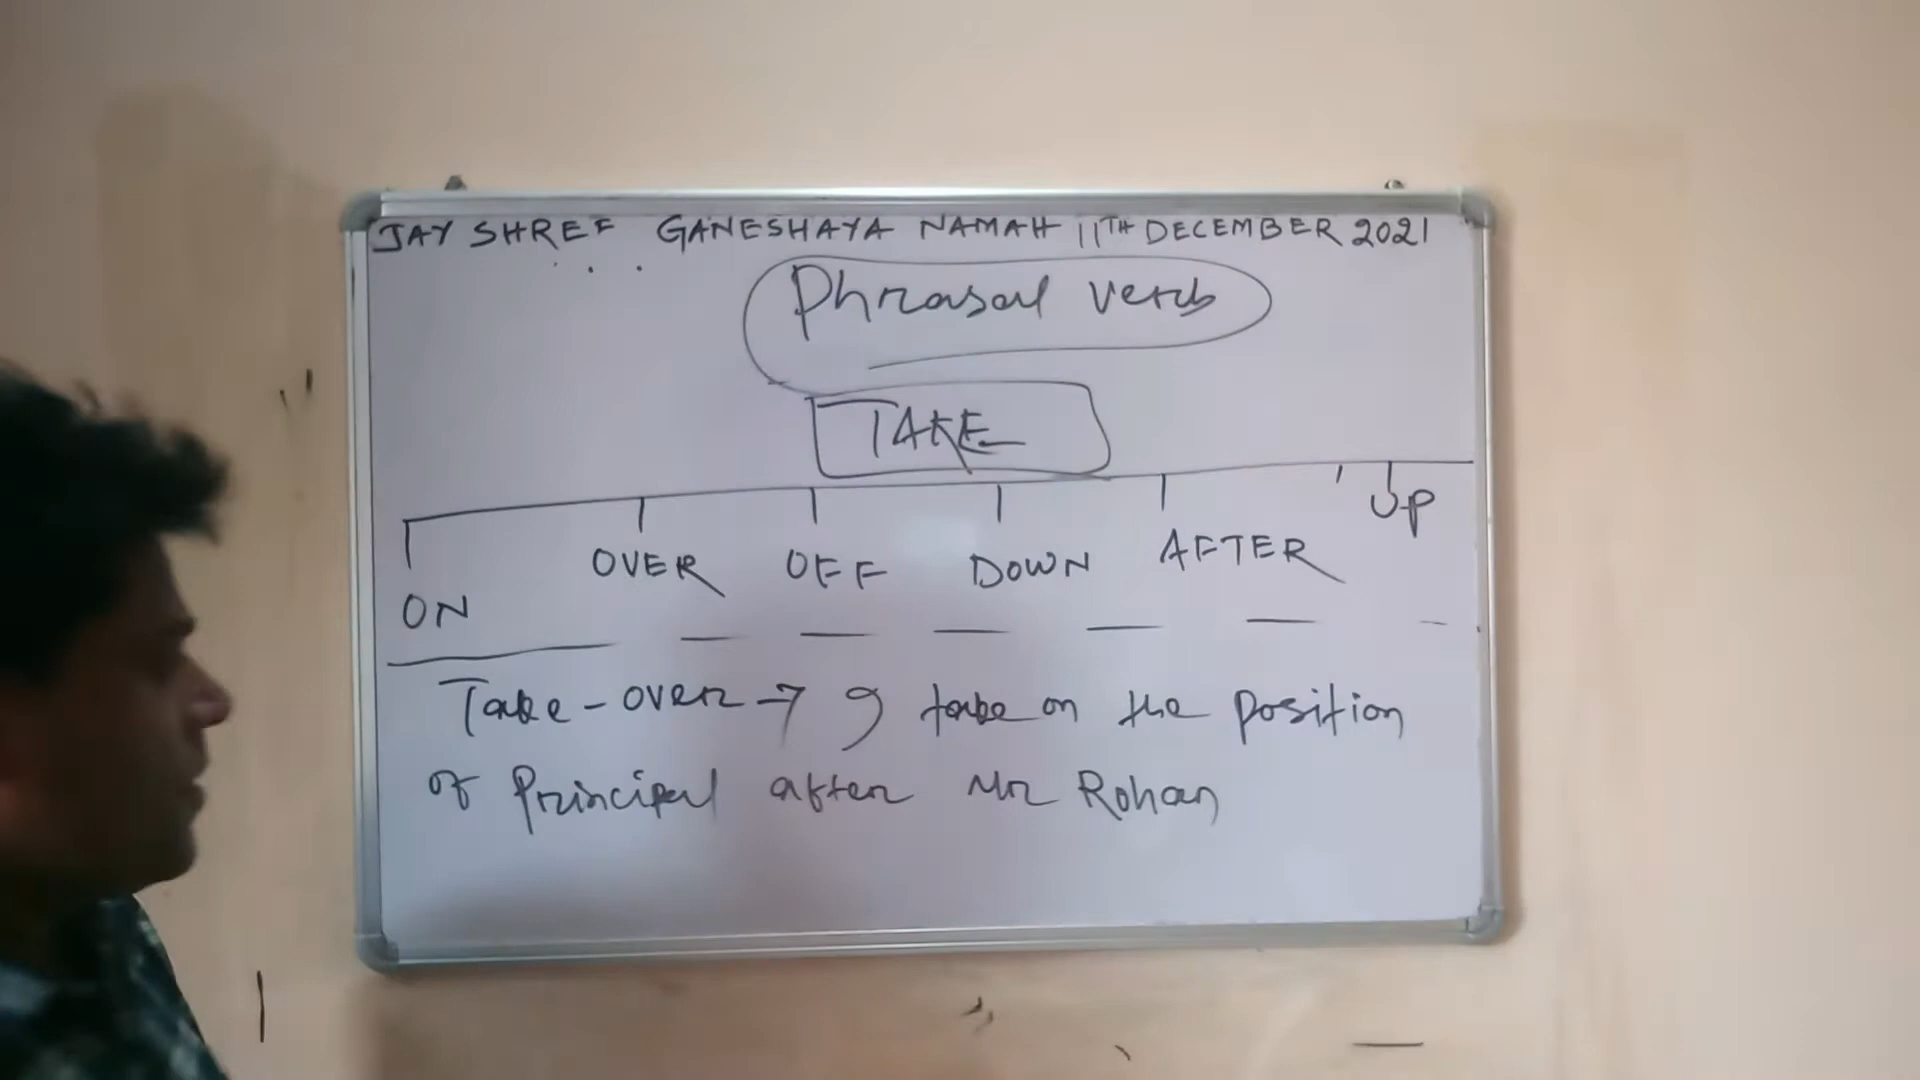 JAY SHREE GANESHAYA NAMAH 11TH DECEMBER 2021
Phrasal verb
TAKE
ON OVER OFF DOWN AFTER Up
Take-over → I take on the position
of Principal after Mr Rohan